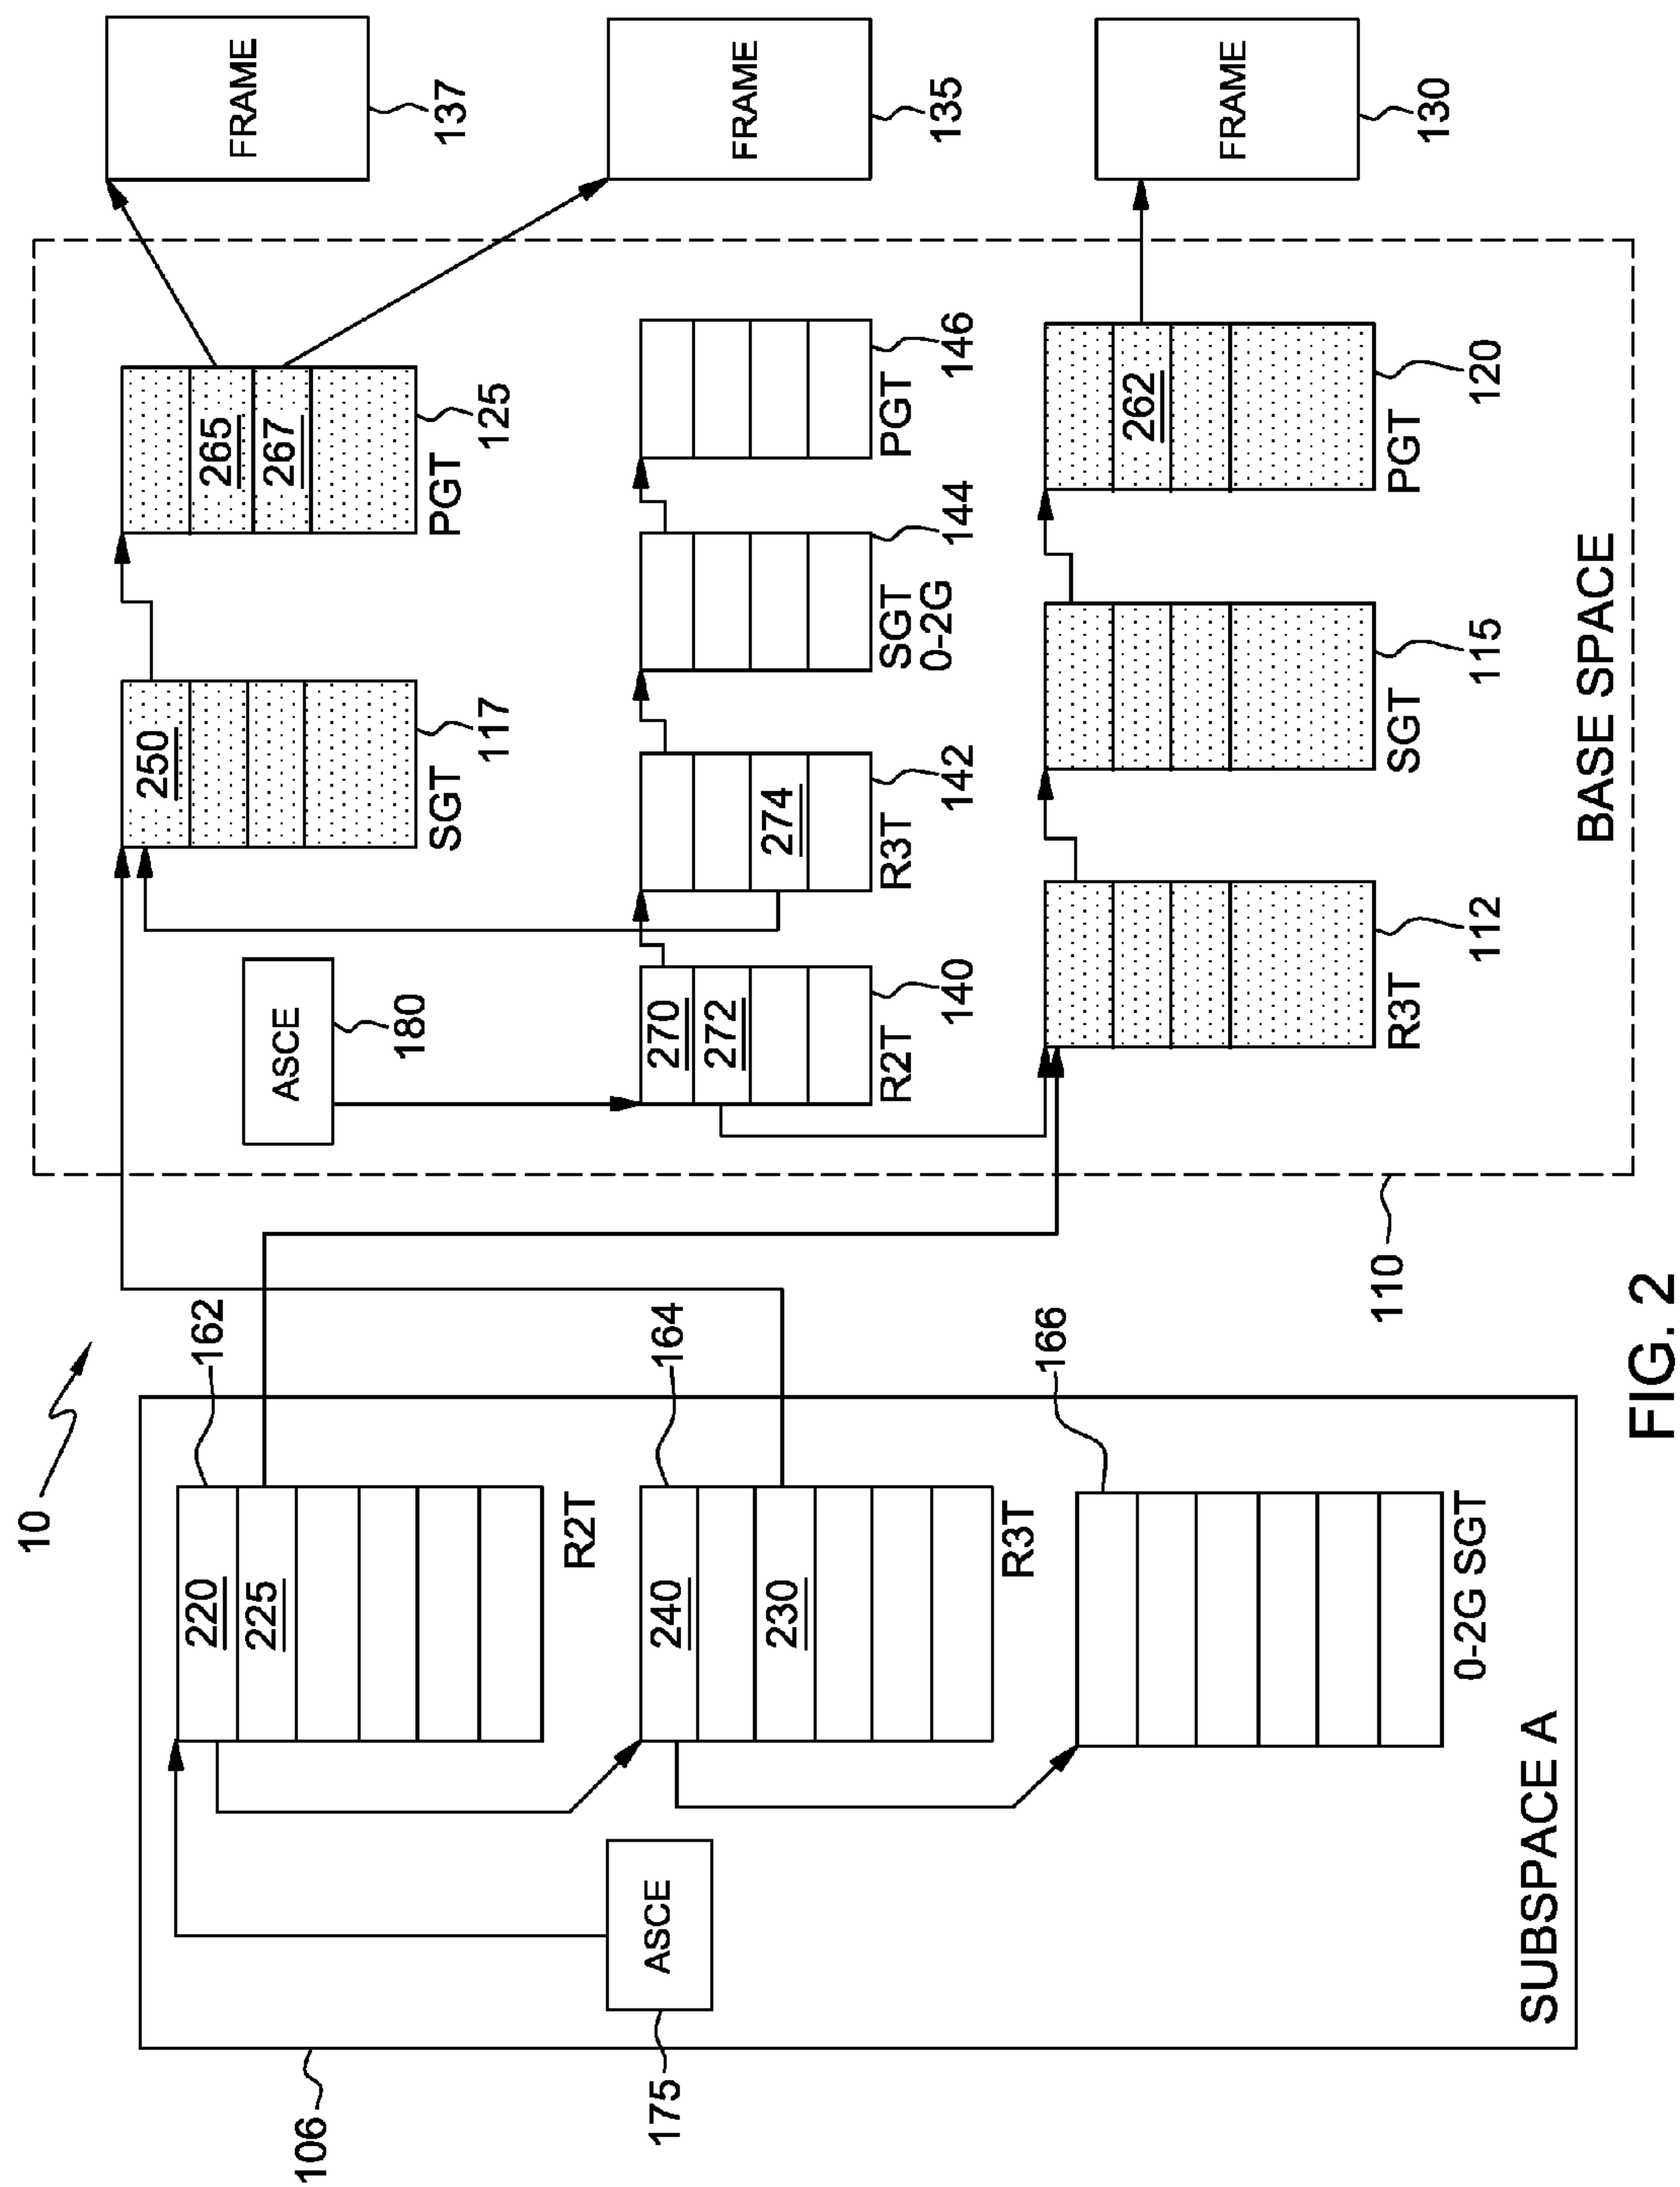 10
106
175
ASCE
220
225
162
R2T
240
230
164
R3T
166
0-2G SGT
SUBSPACE A
110
ASCE
180
250
SGT
117
265
267
PGT
125
FRAME
137
FRAME
135
270
272
R2T
140
274
R3T
142
SGT
0-2G
144
PGT
146
R3T
112
SGT
115
262
PGT
120
FRAME
130
BASE SPACE
FIG. 2